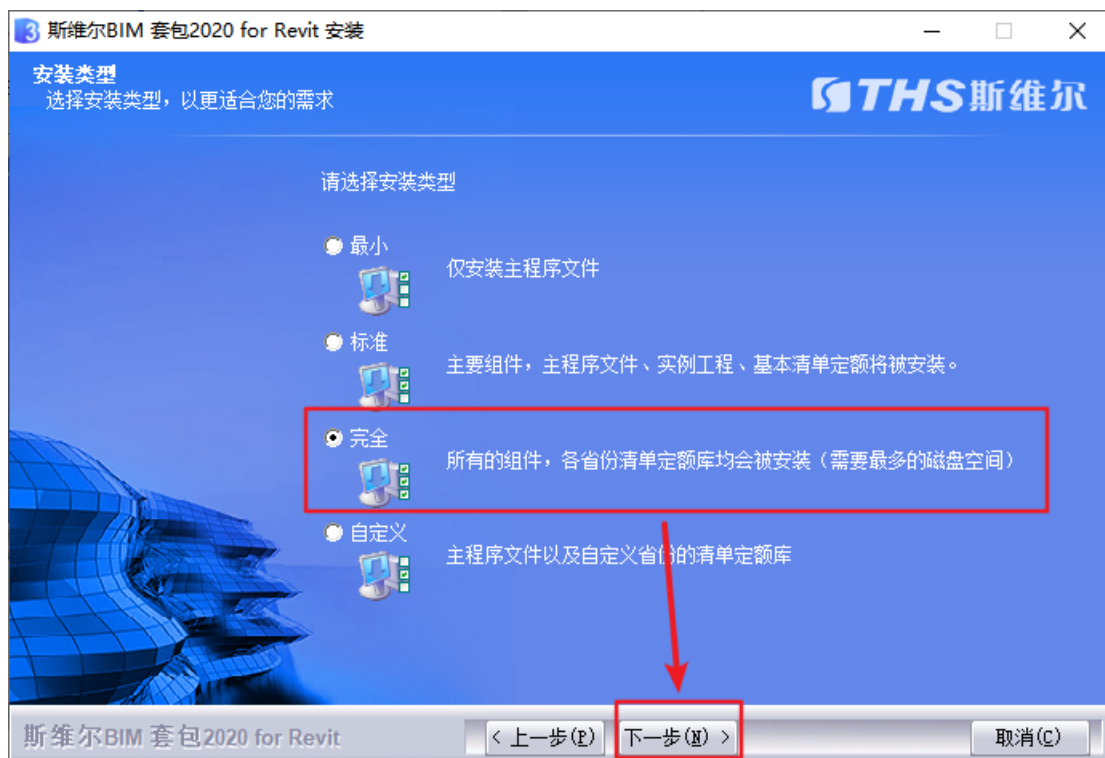 斯维尔BIM 套包2020 for Revit 安装
安装类型
选择安装类型，以更适合您的需求
THS斯维尔
请选择安装类型
最小
仅安装主程序文件
标准
主要组件，主程序文件、实例工程、基本清单定额将被安装。
完全
所有的组件，各省份清单定额库均会被安装（需要最多的磁盘空间）
自定义
主程序文件以及自定义省份的清单定额库
斯维尔BIM 套包2020 for Revit
< 上一步(P)
下一步(N) >
取消(C)